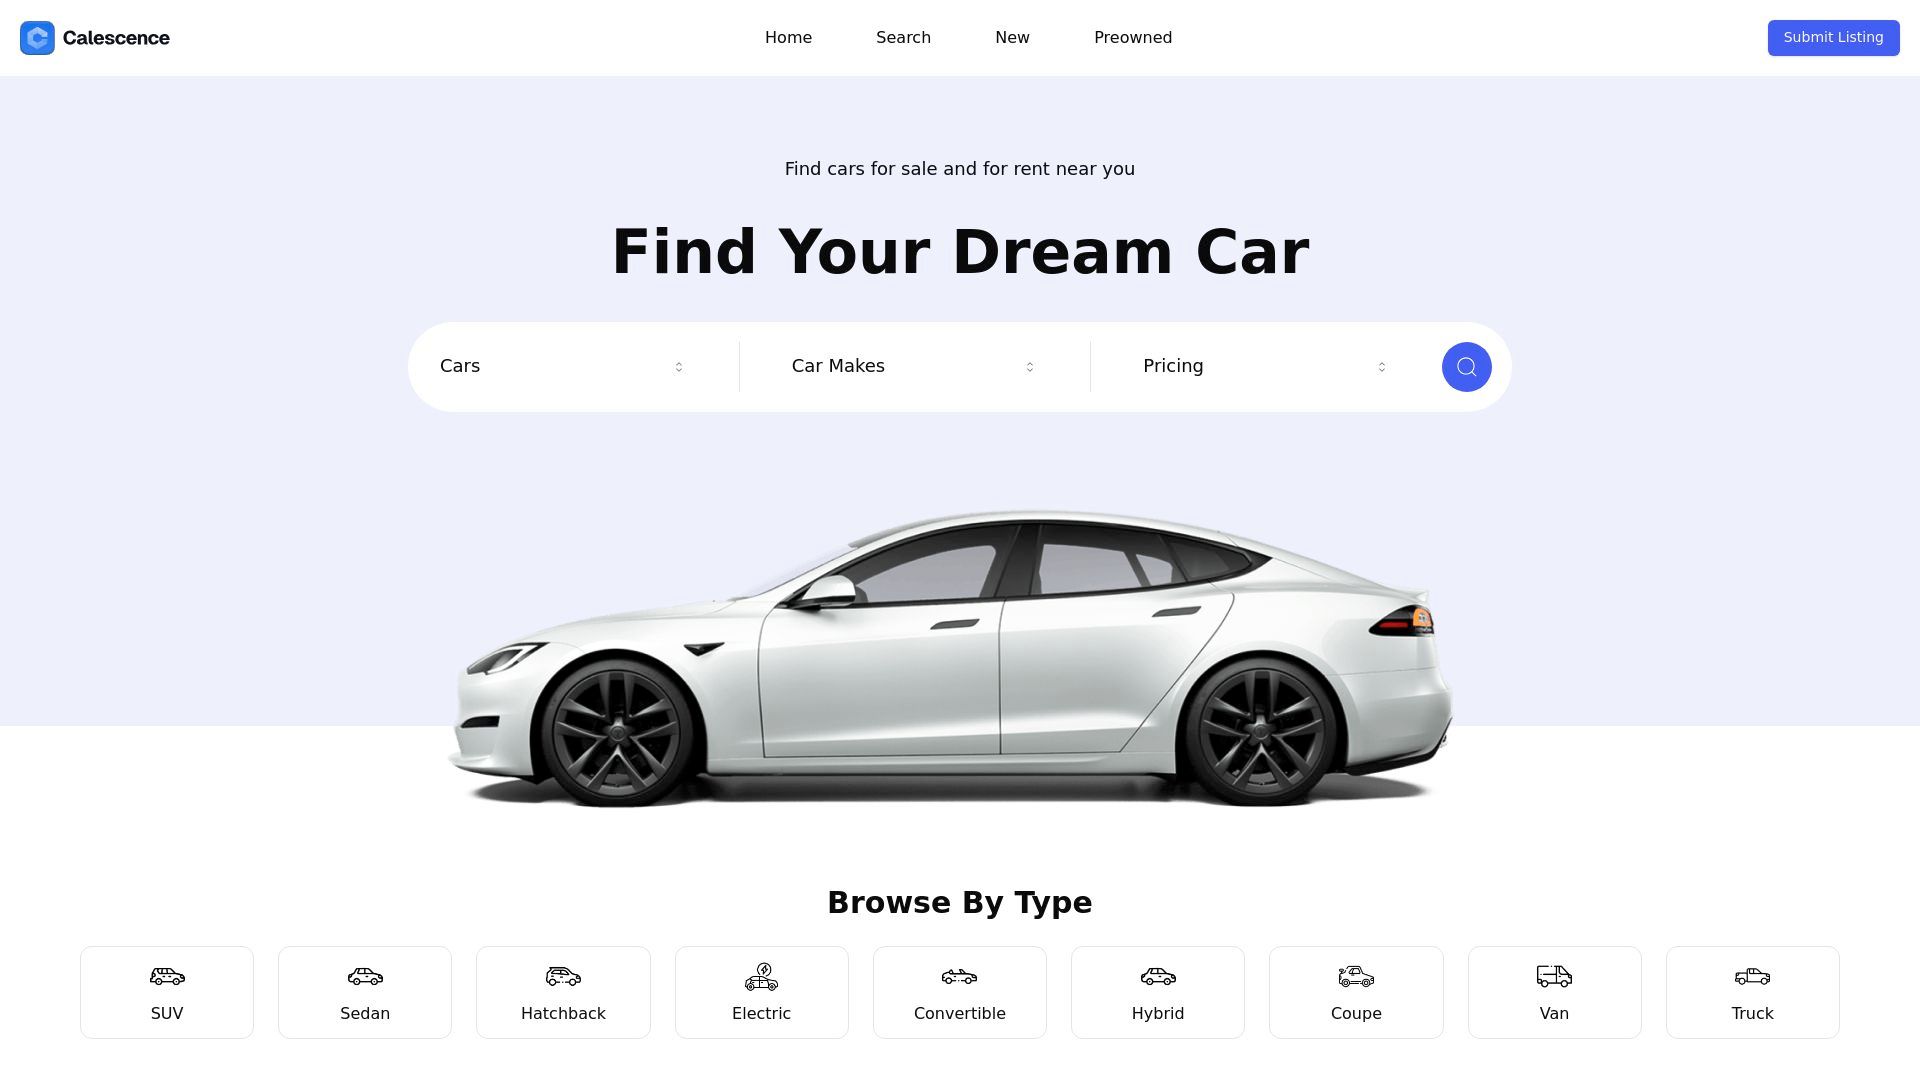 Calescence
Home
Search
New
Preowned
Submit Listing
Find cars for sale and for rent near you
Find Your Dream Car
Cars
Car Makes
Pricing
Browse By Type
SUV
Sedan
Hatchback
Electric
Convertible
Hybrid
Coupe
Van
Truck